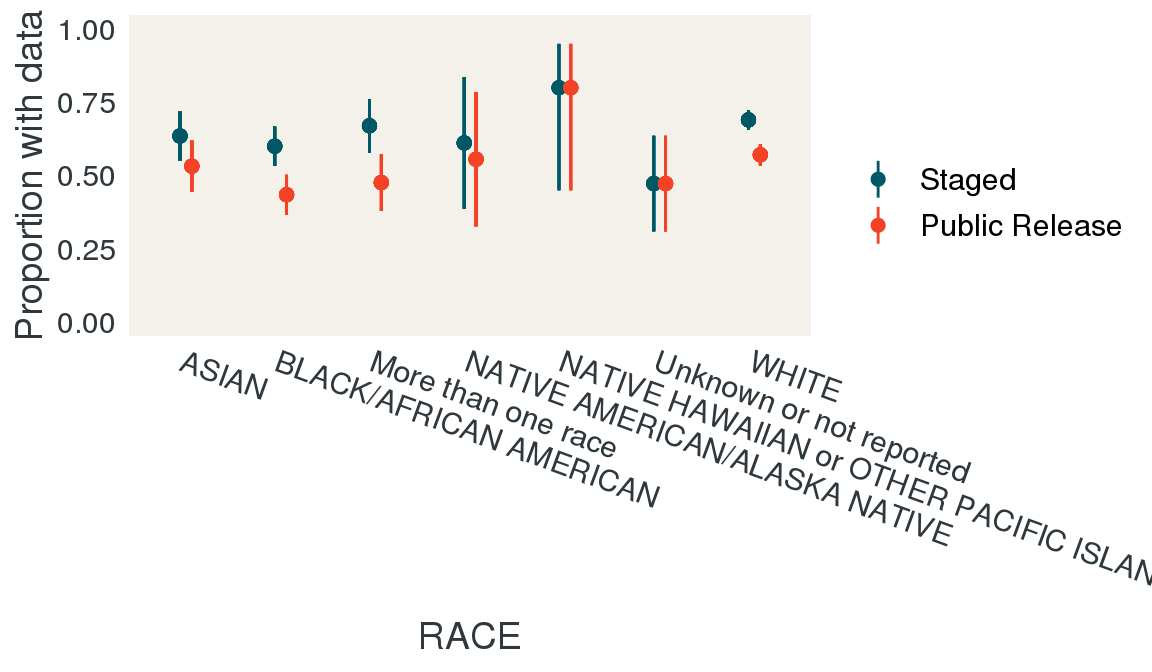 Proportion with data
1.00
0.75
0.50
0.25
0.00
ASIAN
BLACK/AFRICAN AMERICAN
More than one race
NATIVE AMERICAN/ALASKA NATIVE
NATIVE HAWAIIAN or OTHER PACIFIC ISLAN
Unknown or not reported
WHITE
RACE
Staged
Public Release